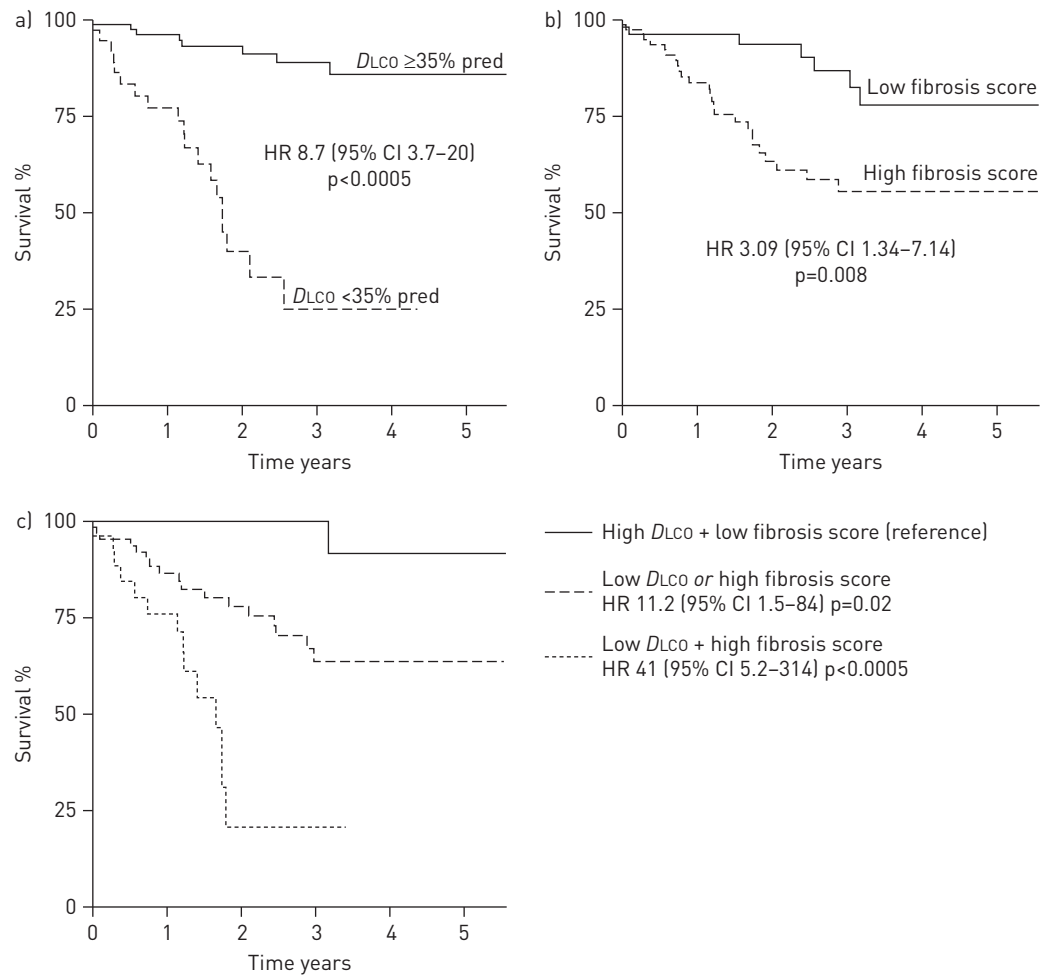 a)
100
75
50
25
0
Survival %
DLCO ≥35% pred
HR 8.7 (95% CI 3.7–20)
p<0.0005
DLCO <35% pred
0 1 2 3 4 5
Time years
b)
100
75
50
25
0
Survival %
Low fibrosis score
High fibrosis score
HR 3.09 (95% CI 1.34–7.14)
p=0.008
0 1 2 3 4 5
Time years
c)
100
75
50
25
0
Survival %
0 1 2 3 4 5
Time years
High DLCO + low fibrosis score (reference)
Low DLCO or high fibrosis score
HR 11.2 (95% CI 1.5–84) p=0.02
Low DLCO + high fibrosis score
HR 41 (95% CI 5.2–314) p<0.0005